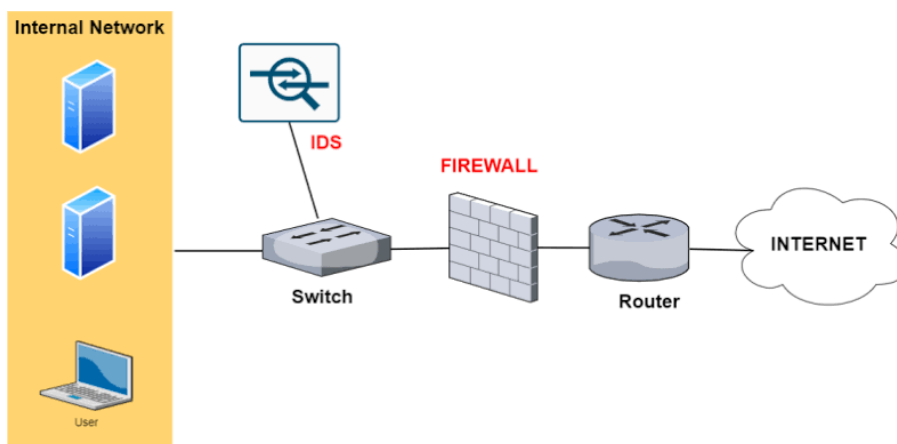 Internal Network
IDS
FIREWALL
INTERNET
Switch
Router
User